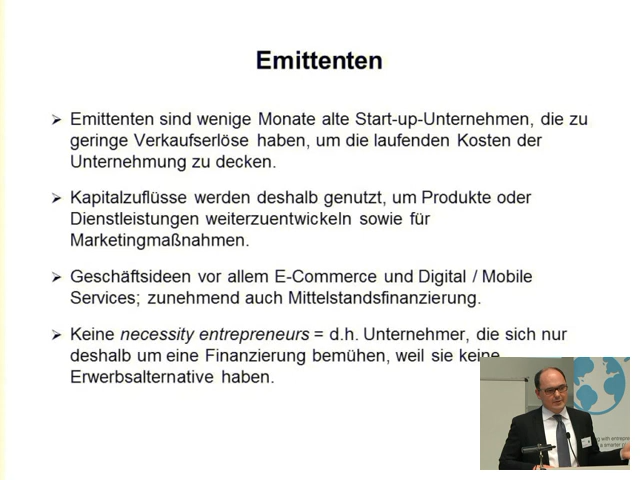 Emittenten
Emittenten sind wenige Monate alte Start-up-Unternehmen, die zu
geringe Verkaufserlöse haben, um die laufenden Kosten der
Unternehmung zu decken.
Kapitalzuflüsse werden deshalb genutzt, um Produkte oder
Dienstleistungen weiterzuentwickeln sowie für
Marketingmaßnahmen.
Geschäftsideen vor allem E-Commerce und Digital / Mobile
Services; zunehmend auch Mittelstandsfinanzierung.
Keine necessity entrepreneurs = d.h. Unternehmer, die sich nur
deshalb um eine Finanzierung bemühen, weil sie keine
Erwerbsalternative haben.
with entrepre
a smarter